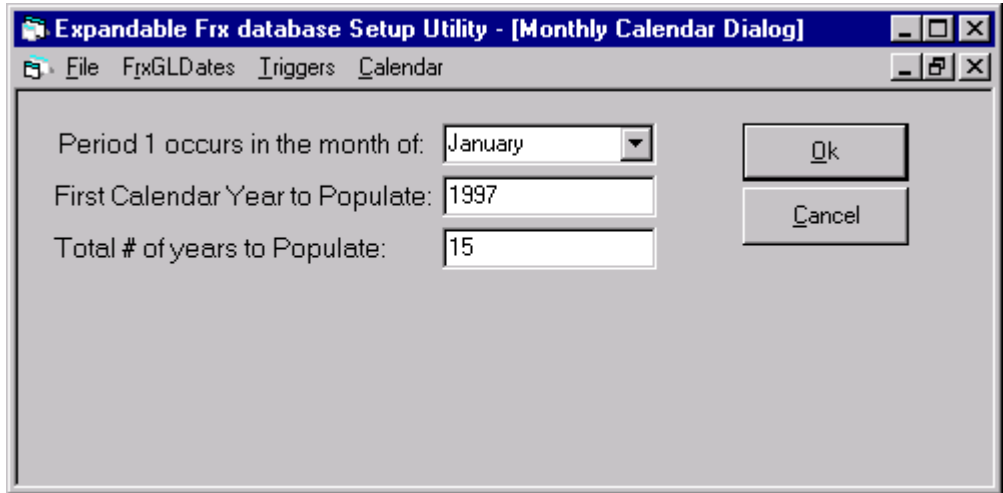 Expandable Frx database Setup Utility - [Monthly Calendar Dialog]
File FrxGLDates Triggers Calendar
Period 1 occurs in the month of: January
Ok
First Calendar Year to Populate: 1997
Cancel
Total # of years to Populate: 15